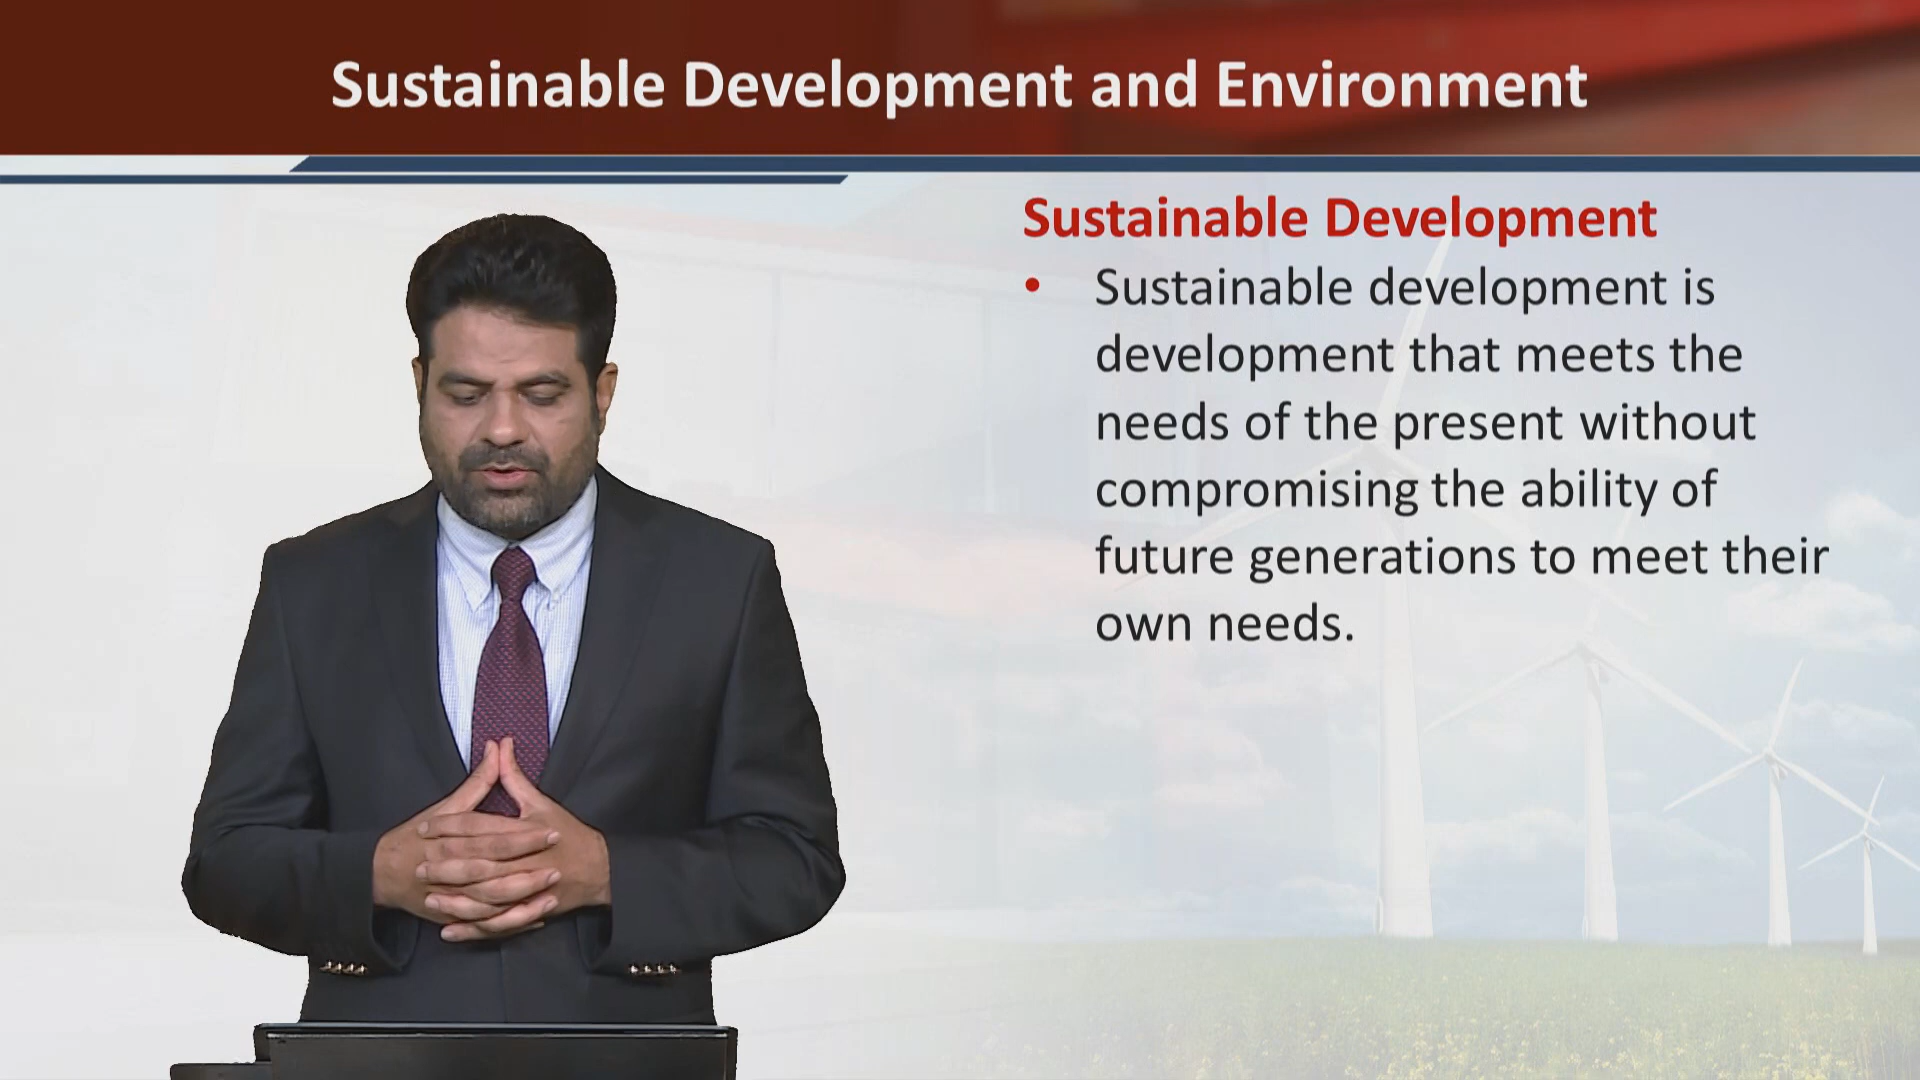 Sustainable Development and Environment
Sustainable Development
• Sustainable development is
development that meets the
needs of the present without
compromising the ability of
future generations to meet their
own needs.